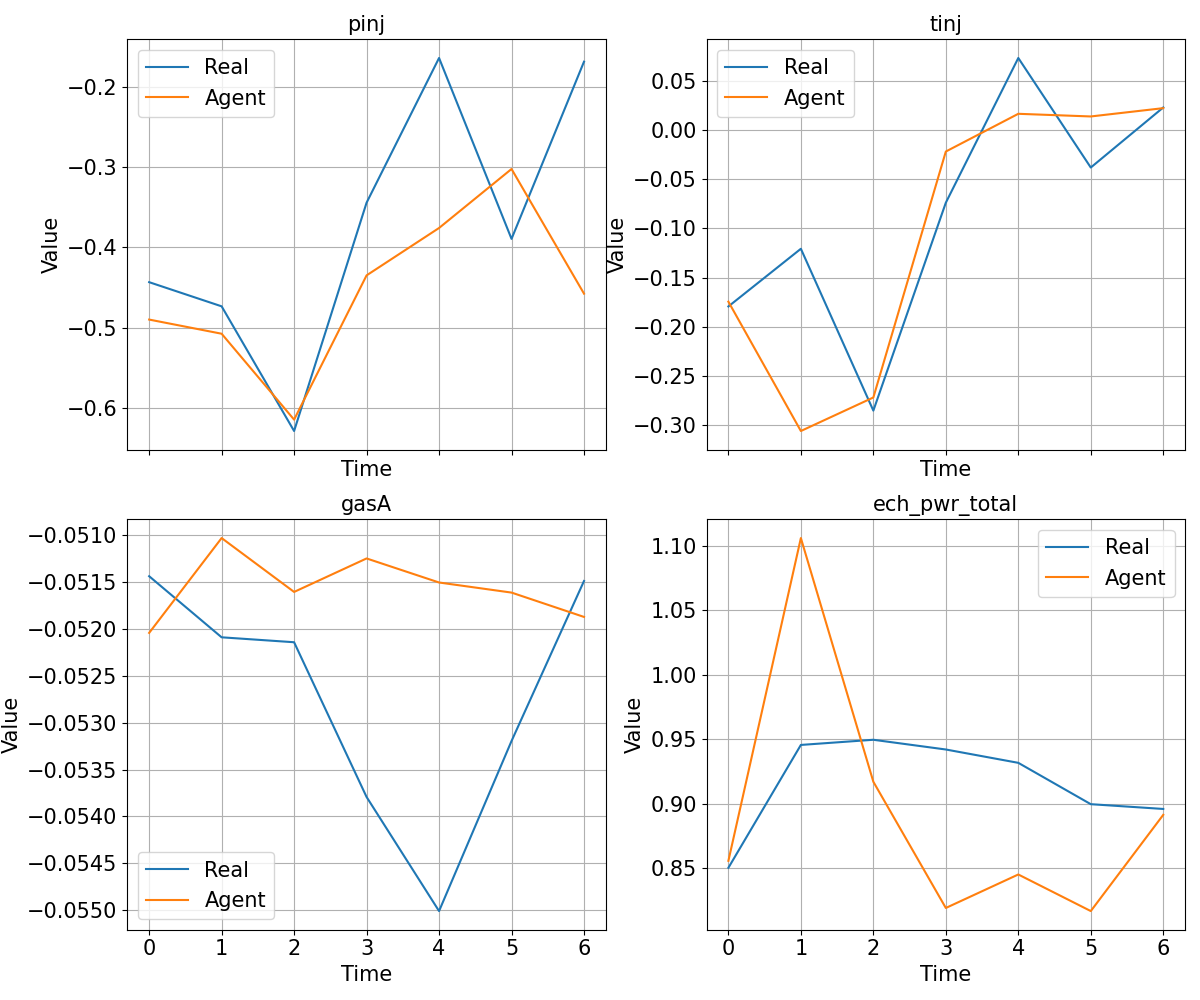 pinj
Real
Agent
−0.2
−0.3
−0.4
−0.5
−0.6
Value
Time
tinj
Real
Agent
0.05
0.00
−0.05
−0.10
−0.15
−0.20
−0.25
−0.30
Value
Time
gasA
−0.0510
−0.0515
−0.0520
−0.0525
−0.0530
−0.0535
−0.0540
−0.0545
−0.0550
Value
Real
Agent
0 1 2 3 4 5 6
Time
ech_pwr_total
Real
Agent
1.10
1.05
1.00
0.95
0.90
0.85
Value
0 1 2 3 4 5 6
Time